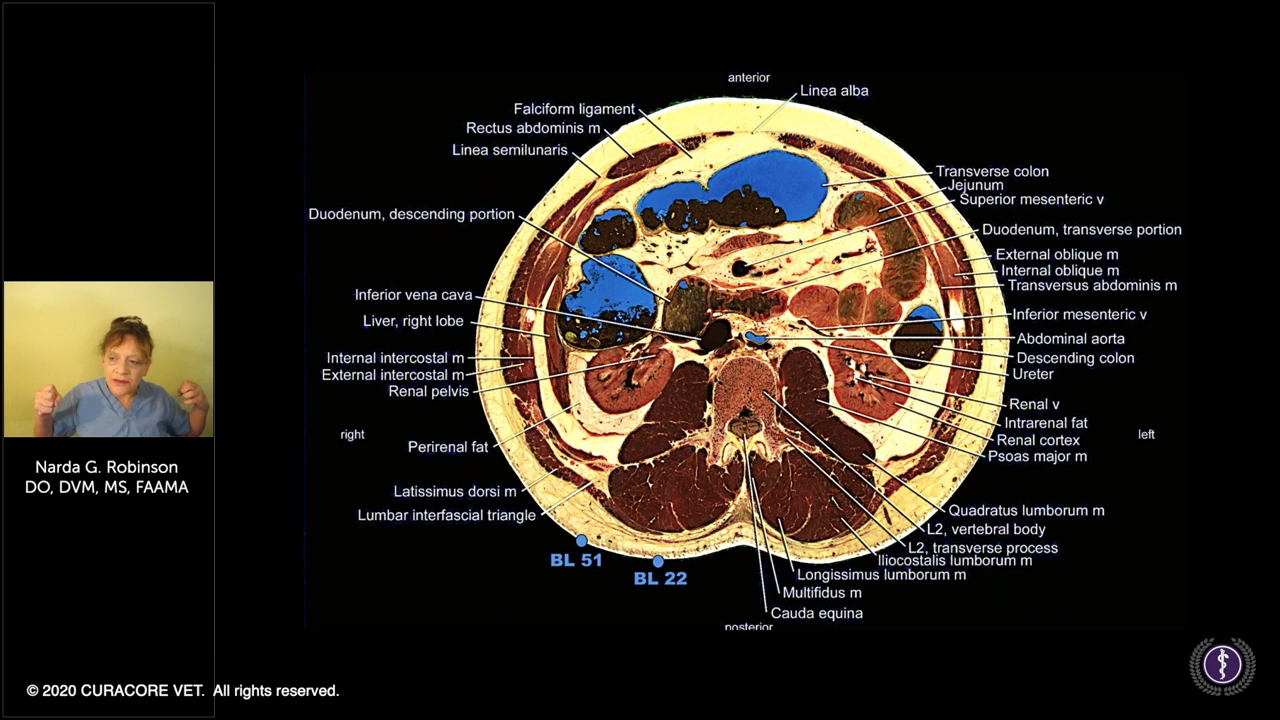 anterior
Linea alba
Falciform ligament
Rectus abdominis m
Linea semilunaris
Duodenum, descending portion
Inferior vena cava
Liver, right lobe
Internal intercostal m
External intercostal m
Renal pelvis
right
Perirenal fat
Latissimus dorsi m
Lumbar interfascial triangle
BL 51
BL 22
Transverse colon
Jejunum
Superior mesenteric v
Duodenum, transverse portion
External oblique m
Internal oblique m
Transversus abdominis m
Inferior mesenteric v
Abdominal aorta
Descending colon
Ureter
Renal v
Intrarenal fat
left
Renal cortex
Psoas major m
Quadratus lumborum m
L2, vertebral body
L2, transverse process
Iliocostalis lumborum m
Longissimus lumborum m
Multifidus m
Cauda equina
posterior
Narda G. Robinson
DO, DVM, MS, FAAMA
© 2020 CURACORE VET. All rights reserved.